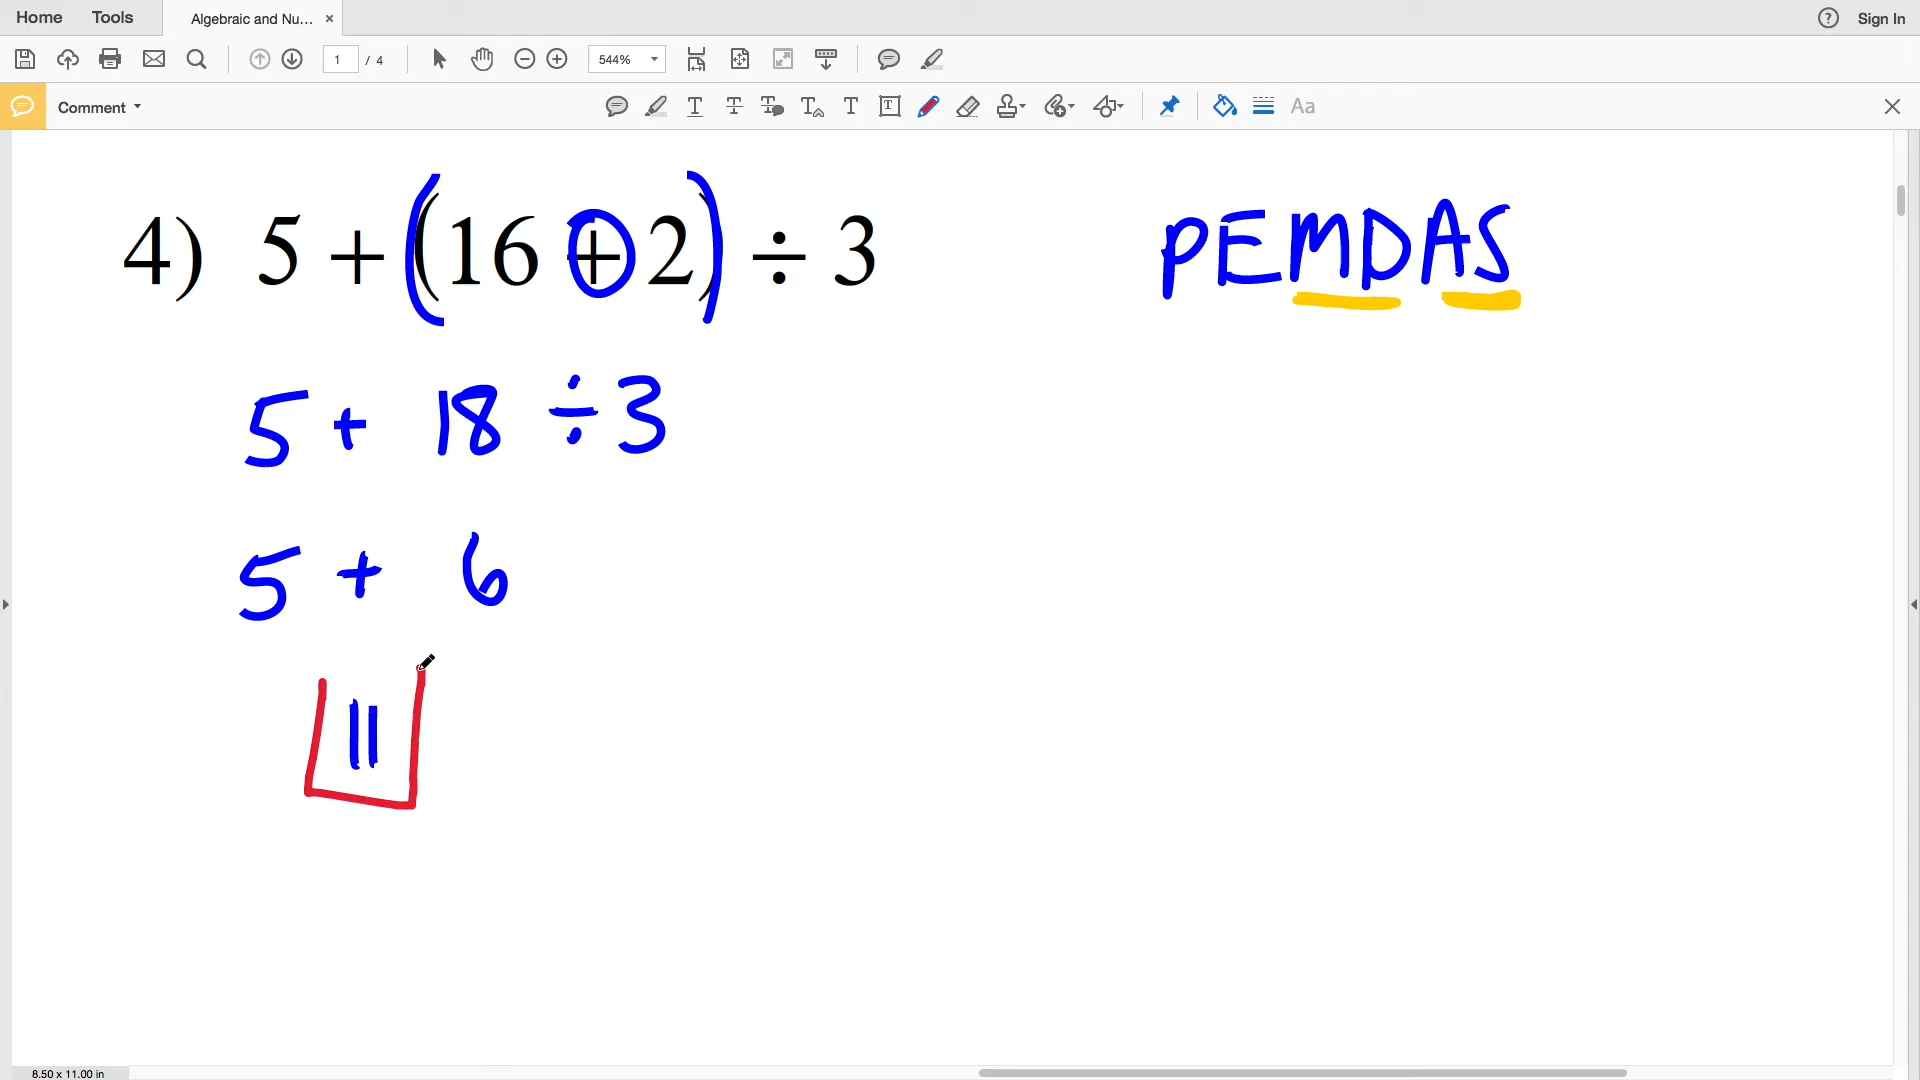 Home Tools Algebraic and Nu... × ? Sign In
1 / 4 544%
Comment T T T T T T Aa
4) 5 + (16 + 2) ÷ 3
PEMDAS
5 + 18 ÷ 3
5 + 6
11
8.50 x 11.00 in